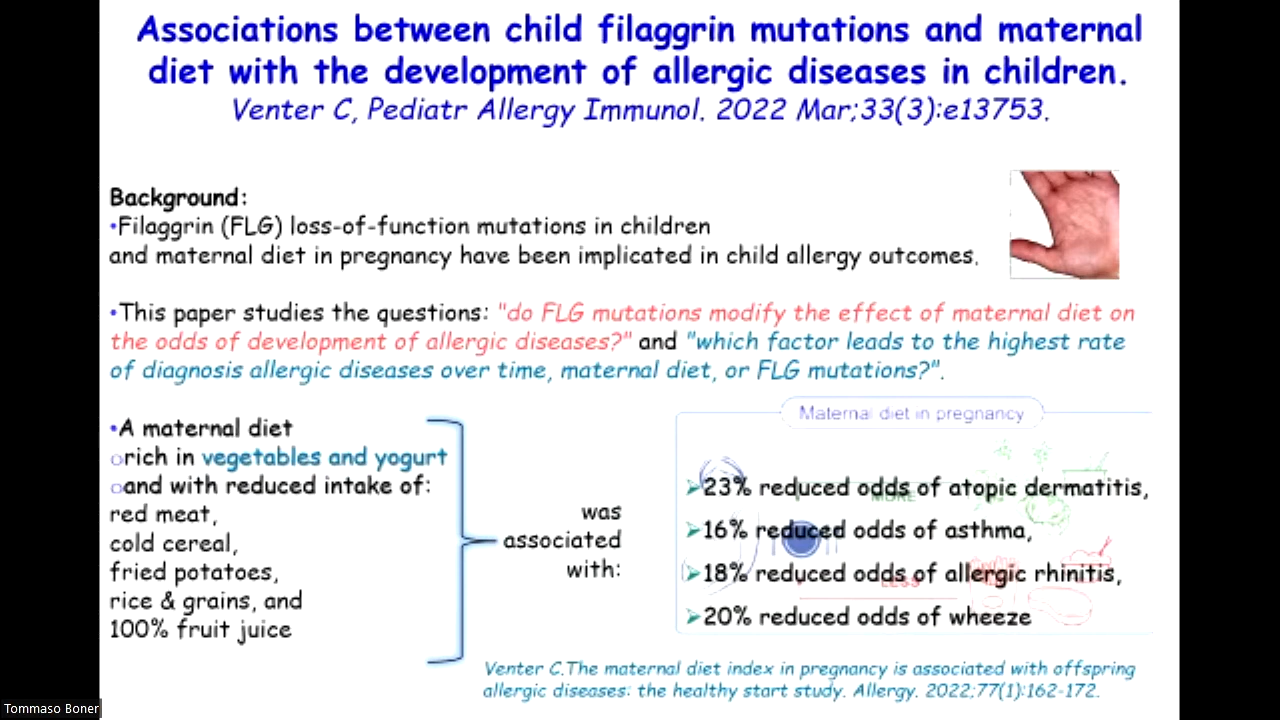 Associations between child filaggrin mutations and maternal
diet with the development of allergic diseases in children.
Venter C, Pediatr Allergy Immunol. 2022 Mar;33(3):e13753.
Background:
•Filaggrin (FLG) loss-of-function mutations in children
and maternal diet in pregnancy have been implicated in child allergy outcomes.
•This paper studies the questions: "do FLG mutations modify the effect of maternal diet on
the odds of development of allergic diseases?" and "which factor leads to the highest rate
of diagnosis allergic diseases over time, maternal diet, or FLG mutations?".
•A maternal diet
orich in vegetables and yogurt
oand with reduced intake of:
red meat,
cold cereal,
fried potatoes,
rice & grains, and
100% fruit juice
was
associated
with:
Maternal diet in pregnancy
➢23% reduced odds of atopic dermatitis,
MORE
➢16% reduced odds of asthma,
➢18% reduced odds of allergic rhinitis,
LESS
➢20% reduced odds of wheeze
Venter C.The maternal diet index in pregnancy is associated with offspring
allergic diseases: the healthy start study. Allergy. 2022;77(1):162-172.
Tommaso Boner